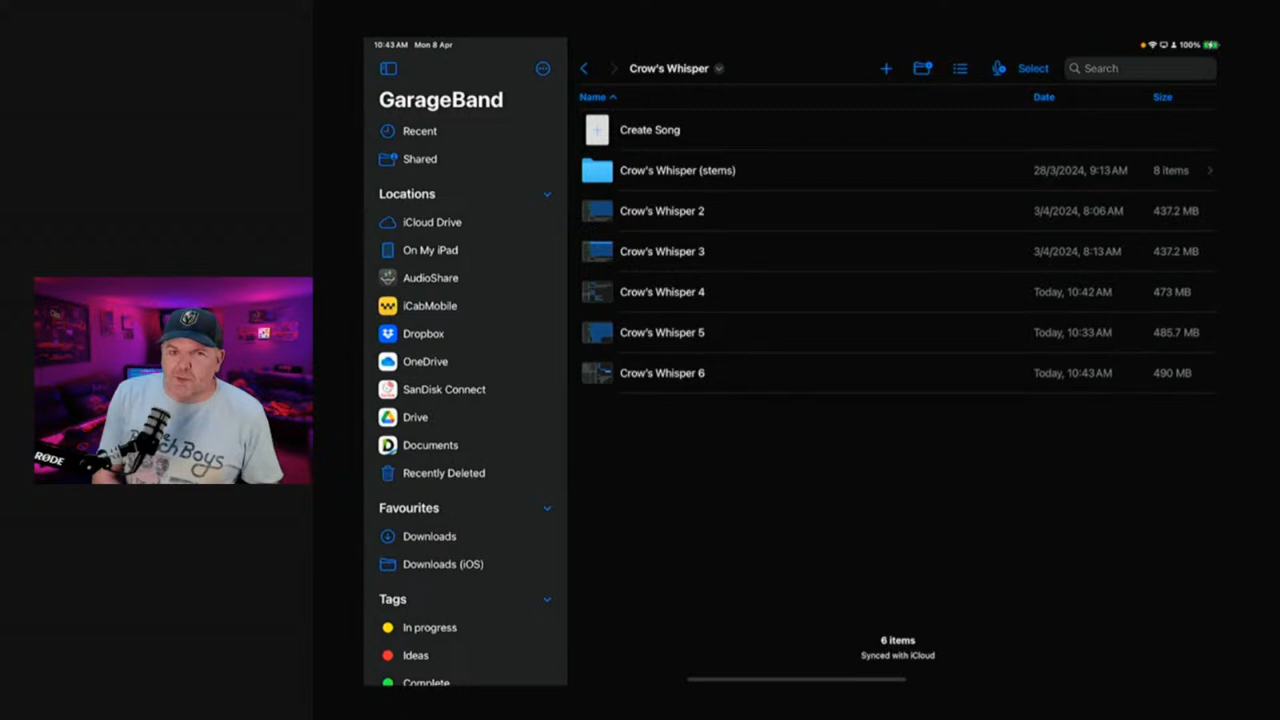 10:43 AM Mon 8 Apr
100%
GarageBand
Recent
Shared
Locations
iCloud Drive
On My iPad
AudioShare
iCabMobile
Dropbox
OneDrive
SanDisk Connect
Drive
Documents
Recently Deleted
Favourites
Downloads
Downloads (iOS)
Tags
In progress
Ideas
Complete
Crow's Whisper
Select
Search
Name Date Size
Create Song
Crow's Whisper (stems) 28/3/2024, 9:13 AM 8 items
Crow's Whisper 2 3/4/2024, 8:06 AM 437.2 MB
Crow's Whisper 3 3/4/2024, 8:13 AM 437.2 MB
Crow's Whisper 4 Today, 10:42 AM 473 MB
Crow's Whisper 5 Today, 10:33 AM 485.7 MB
Crow's Whisper 6 Today, 10:43 AM 490 MB
6 items
Synced with iCloud
RØDE
Beach Boys